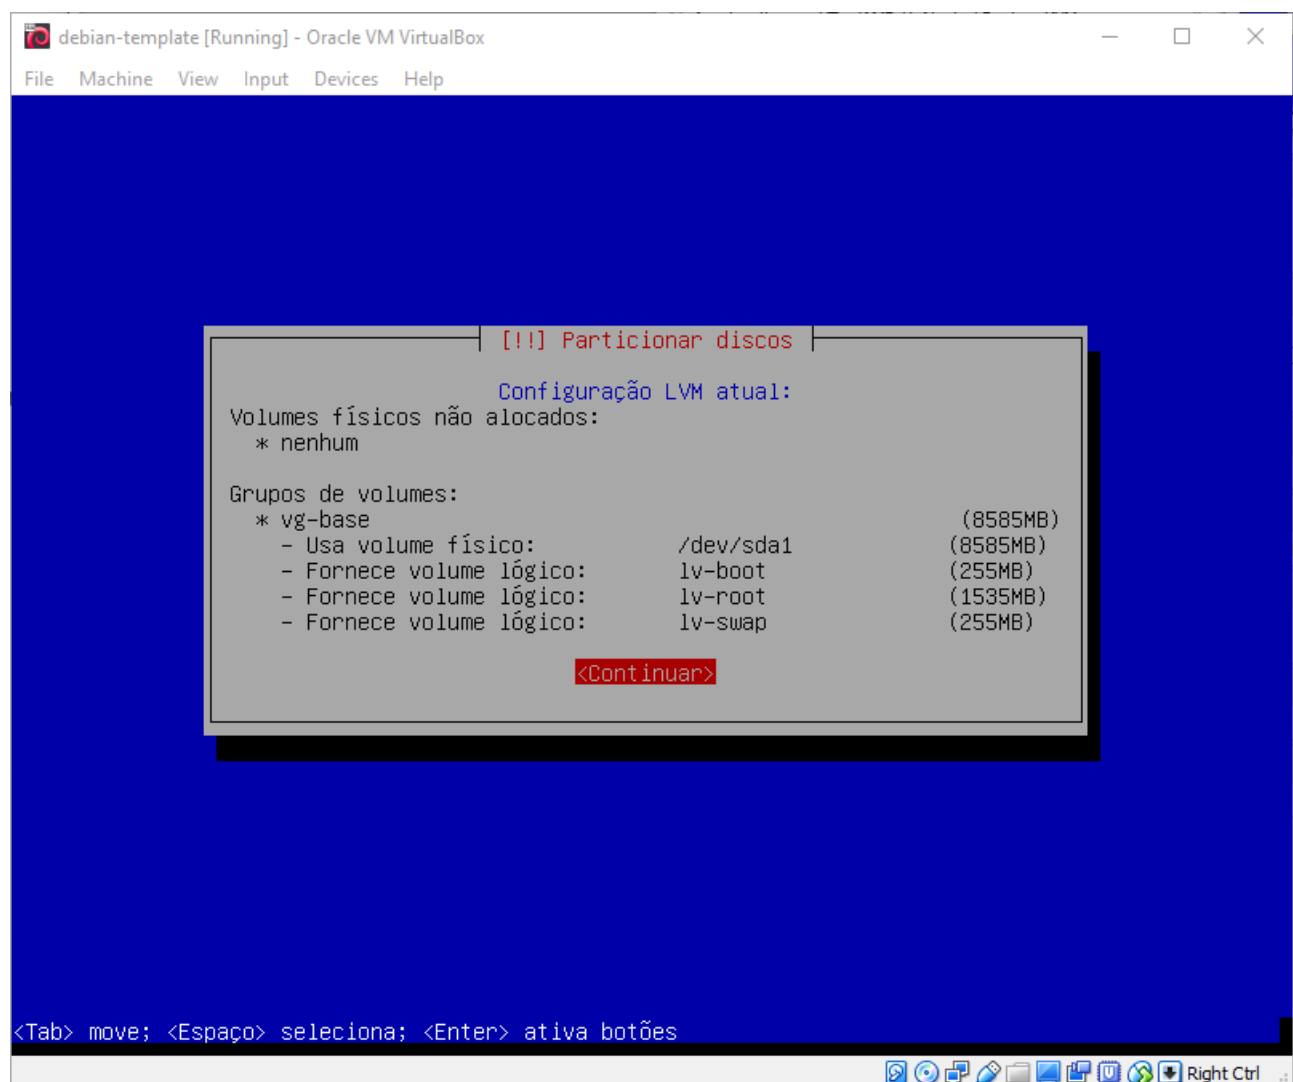 debian-template [Running] - Oracle VM VirtualBox
File Machine View Input Devices Help
[!!] Particionar discos
Configuração LVM atual:
Volumes físicos não alocados:
* nenhum
Grupos de volumes:
* vg-base (8585MB)
- Usa volume físico: /dev/sda1 (8585MB)
- Fornece volume lógico: lv-boot (255MB)
- Fornece volume lógico: lv-root (1535MB)
- Fornece volume lógico: lv-swap (255MB)
<Continuar>
<Tab> move; <Espaço> seleciona; <Enter> ativa botões
Right Ctrl